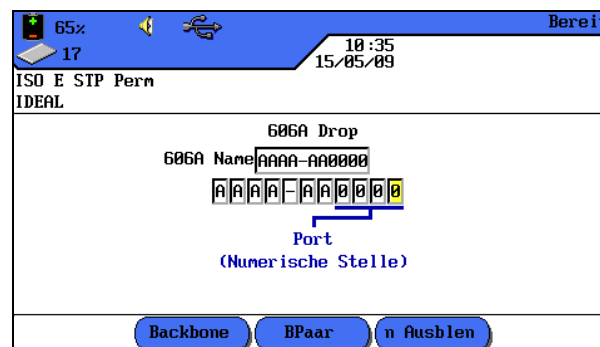 65%
Bereit
17
10:35
15/05/09
ISO E STP Perm
IDEAL
606A Drop
606A Name AAAA-AA0000
AAAA-AA0000
Port
(Numerische Stelle)
Backbone BPaar n Ausblen